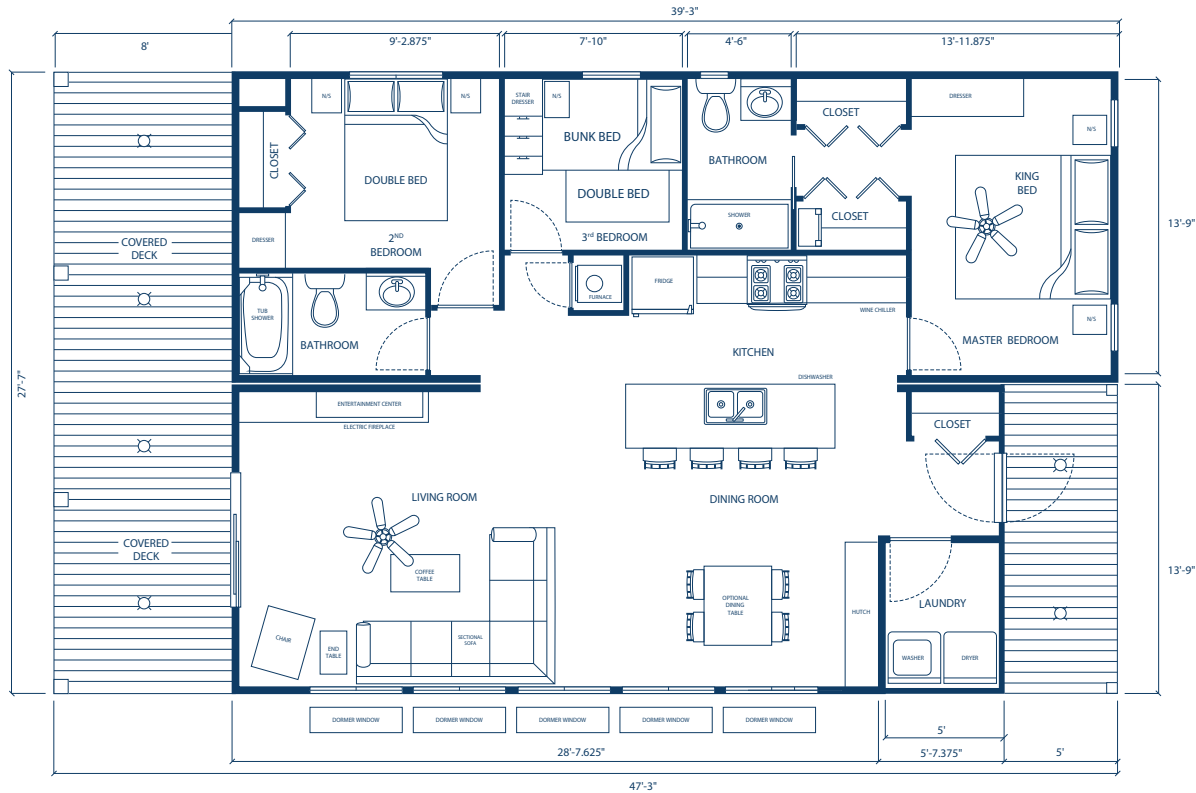 39'-3"
8'
9'-2.875"
7'-10"
4'-6"
13'-11.875"
N/S
N/S
STAIR
DRESSER
N/S
DRESSER
CLOSET
N/S
BUNK BED
BATHROOM
CLOSET
DOUBLE BED
KING
BED
DOUBLE BED
SHOWER
CLOSET
13'-9"
COVERED
DECK
DRESSER
2ND
BEDROOM
3rd BEDROOM
TUB
SHOWER
FURNACE
FRIDGE
WINE CHILLER
N/S
BATHROOM
KITCHEN
MASTER BEDROOM
27'-7"
DISHWASHER
ENTERTAINMENT CENTER
ELECTRIC FIREPLACE
CLOSET
LIVING ROOM
DINING ROOM
COVERED
DECK
COFFEE
TABLE
13'-9"
OPTIONAL
DINING
TABLE
HUTCH
LAUNDRY
CHAIR
END
TABLE
SECTIONAL
SOFA
WASHER
DRYER
DORMER WINDOW
DORMER WINDOW
DORMER WINDOW
DORMER WINDOW
DORMER WINDOW
5'
28'-7.625"
5'-7.375"
5'
47'-3"